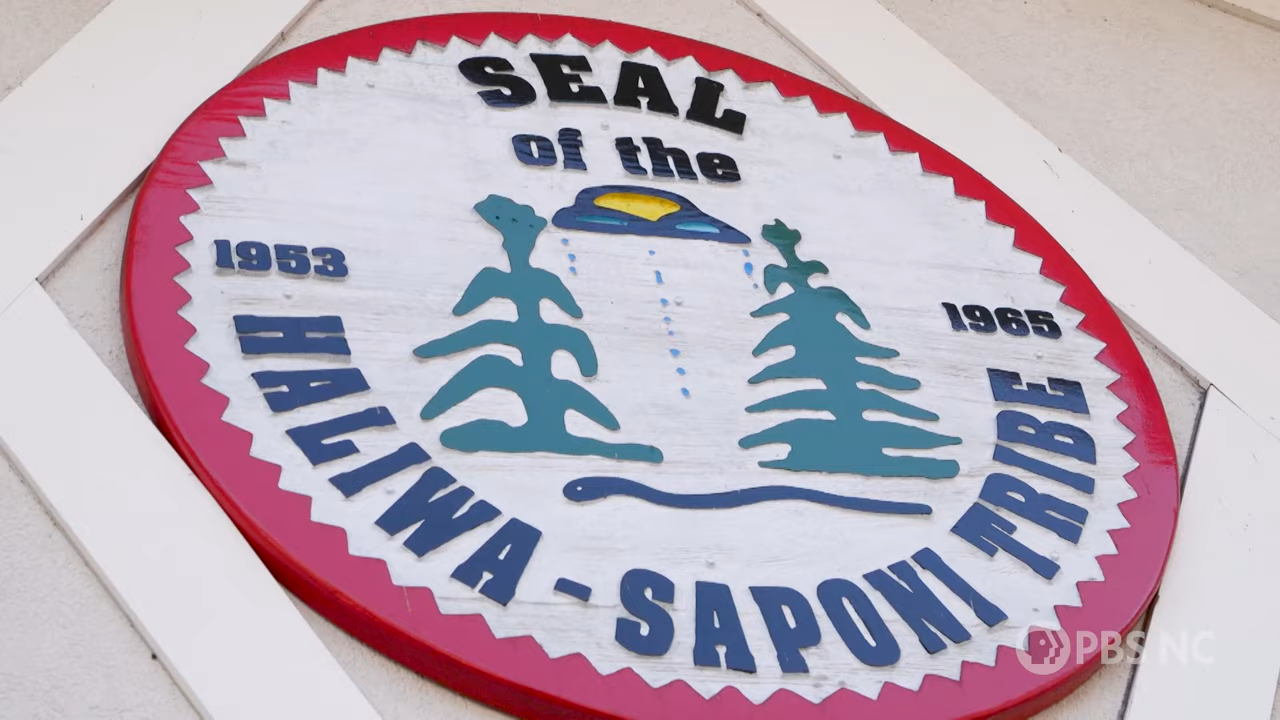 SEAL
of the
1953
1965
HALIWA-SAPONI TRIBE
PBS NC